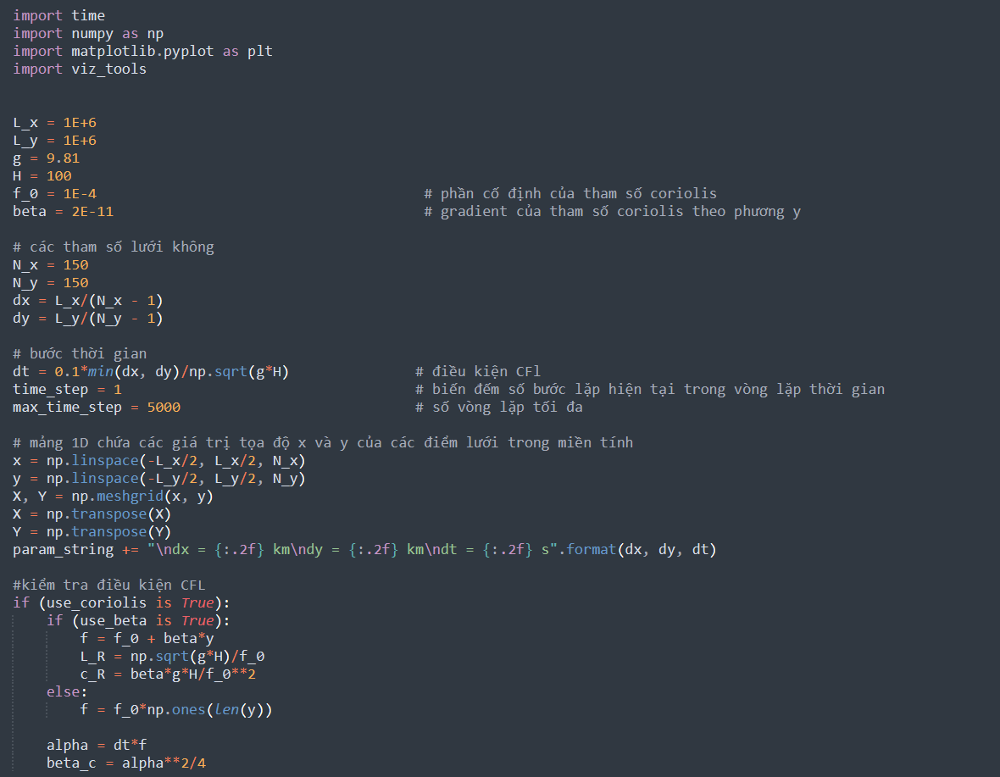 import time
import numpy as np
import matplotlib.pyplot as plt
import viz_tools
L_x = 1E+6
L_y = 1E+6
g = 9.81
H = 100
f_0 = 1E-4 # phần cố định của tham số coriolis
beta = 2E-11 # gradient của tham số coriolis theo phương y
# các tham số lưới không
N_x = 150
N_y = 150
dx = L_x/(N_x - 1)
dy = L_y/(N_y - 1)
# bước thời gian
dt = 0.1*min(dx, dy)/np.sqrt(g*H) # điều kiện CFl
time_step = 1 # biến đếm số bước lặp hiện tại trong vòng lặp thời gian
max_time_step = 5000 # số vòng lặp tối đa
# mảng 1D chứa các giá trị tọa độ x và y của các điểm lưới trong miền tính
x = np.linspace(-L_x/2, L_x/2, N_x)
y = np.linspace(-L_y/2, L_y/2, N_y)
X, Y = np.meshgrid(x, y)
X = np.transpose(X)
Y = np.transpose(Y)
param_string += "\ndx = {:.2f} km\ndy = {:.2f} km\ndt = {:.2f} s".format(dx, dy, dt)
#kiểm tra điều kiện CFL
if (use_coriolis is True):
    if (use_beta is True):
        f = f_0 + beta*y
        L_R = np.sqrt(g*H)/f_0
        c_R = beta*g*H/f_0**2
    else:
        f = f_0*np.ones(len(y))
    alpha = dt*f
    beta_c = alpha**2/4